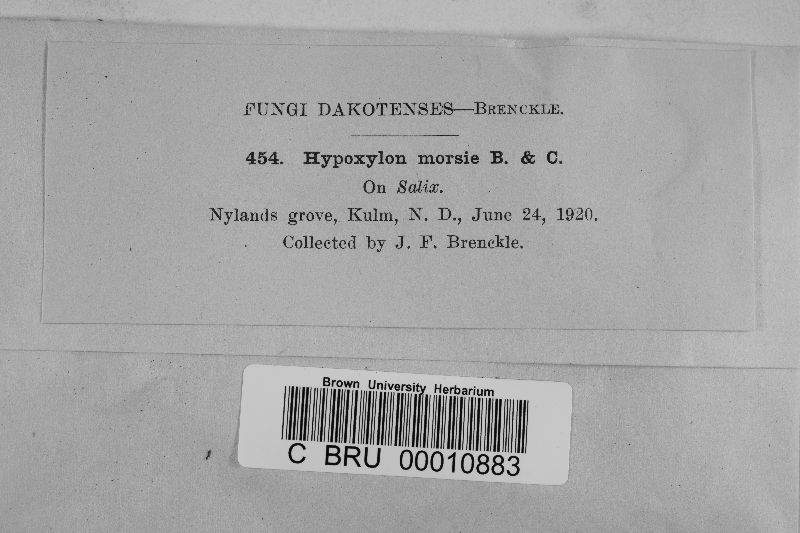 FUNGI DAKOTENSES—BRENCKLE.
454. Hypoxylon morsie B. & C.
On Salix.
Nylands grove, Kulm, N. D., June 24, 1920.
Collected by J. F. Brenckle.
Brown University Herbarium
C BRU 00010883